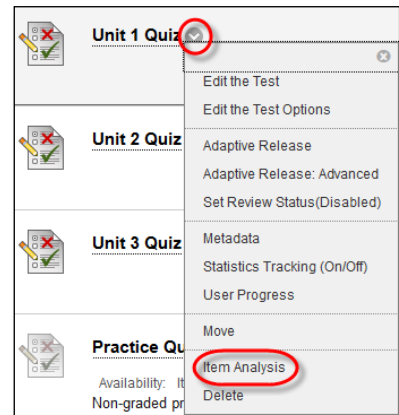 Unit 1 Quiz
Edit the Test
Edit the Test Options
Unit 2 Quiz
Adaptive Release
Adaptive Release: Advanced
Set Review Status(Disabled)
Unit 3 Quiz
Metadata
Statistics Tracking (On/Off)
User Progress
Move
Practice Qu
Item Analysis
Availability: It
Delete
Non-graded pr